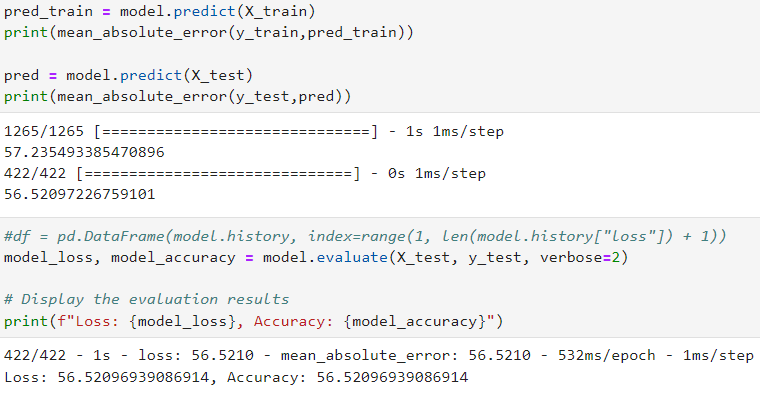 pred_train = model.predict(X_train)
print(mean_absolute_error(y_train,pred_train))
pred = model.predict(X_test)
print(mean_absolute_error(y_test,pred))
1265/1265 [==============================] - 1s 1ms/step
57.235493385470896
422/422 [==============================] - 0s 1ms/step
56.52097226759101
#df = pd.DataFrame(model.history, index=range(1, len(model.history["loss"]) + 1))
model_loss, model_accuracy = model.evaluate(X_test, y_test, verbose=2)
# Display the evaluation results
print(f"Loss: {model_loss}, Accuracy: {model_accuracy}")
422/422 - 1s - loss: 56.5210 - mean_absolute_error: 56.5210 - 532ms/epoch - 1ms/step
Loss: 56.52096939086914, Accuracy: 56.52096939086914